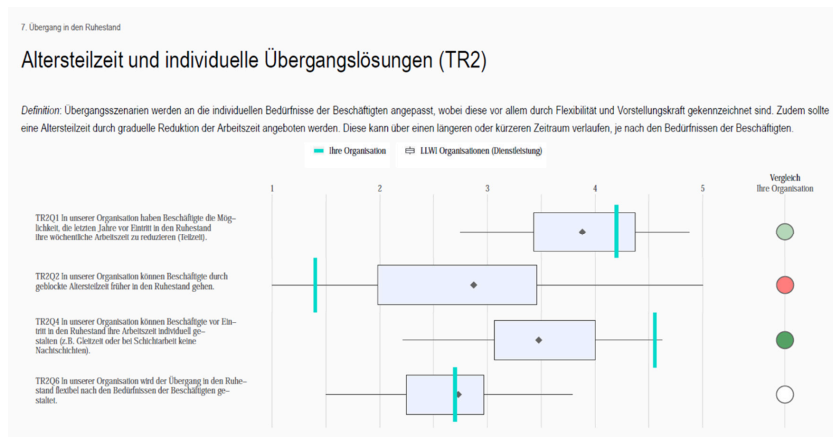 7. Übergang in den Ruhestand
Altersteilzeit und individuelle Übergangslösungen (TR2)
Definition: Übergangsszenarien werden an die individuellen Bedürfnisse der Beschäftigten angepasst, wobei diese vor allem durch Flexibilität und Vorstellungskraft gekennzeichnet sind. Zudem sollte
eine Altersteilzeit durch graduelle Reduktion der Arbeitszeit angeboten werden. Diese kann über einen längeren oder kürzeren Zeitraum verlaufen, je nach den Bedürfnissen der Beschäftigten.
Ihre Organisation LLWI Organisationen (Dienstleistung)
Vergleich
1 2 3 4 5 Ihre Organisation
TR2Q1 In unserer Organisation haben Beschäftigte die Mög–
lichkeit, die letzten Jahre vor Eintritt in den Ruhestand
ihre wöchentliche Arbeitszeit zu reduzieren (Teilzeit).
TR2Q2 In unserer Organisation können Beschäftigte durch
geblockte Altersteilzeit früher in den Ruhestand gehen.
TR2Q4 In unserer Organisation können Beschäftigte vor Ein–
tritt in den Ruhestand ihre Arbeitszeit individuell ge–
stalten (z.B. Gleitzeit oder bei Schichtarbeit keine
Nachtschichten).
TR2Q6 In unserer Organisation wird der Übergang in den Ruhe–
stand flexibel nach den Bedürfnissen der Beschäftigten ge–
staltet.